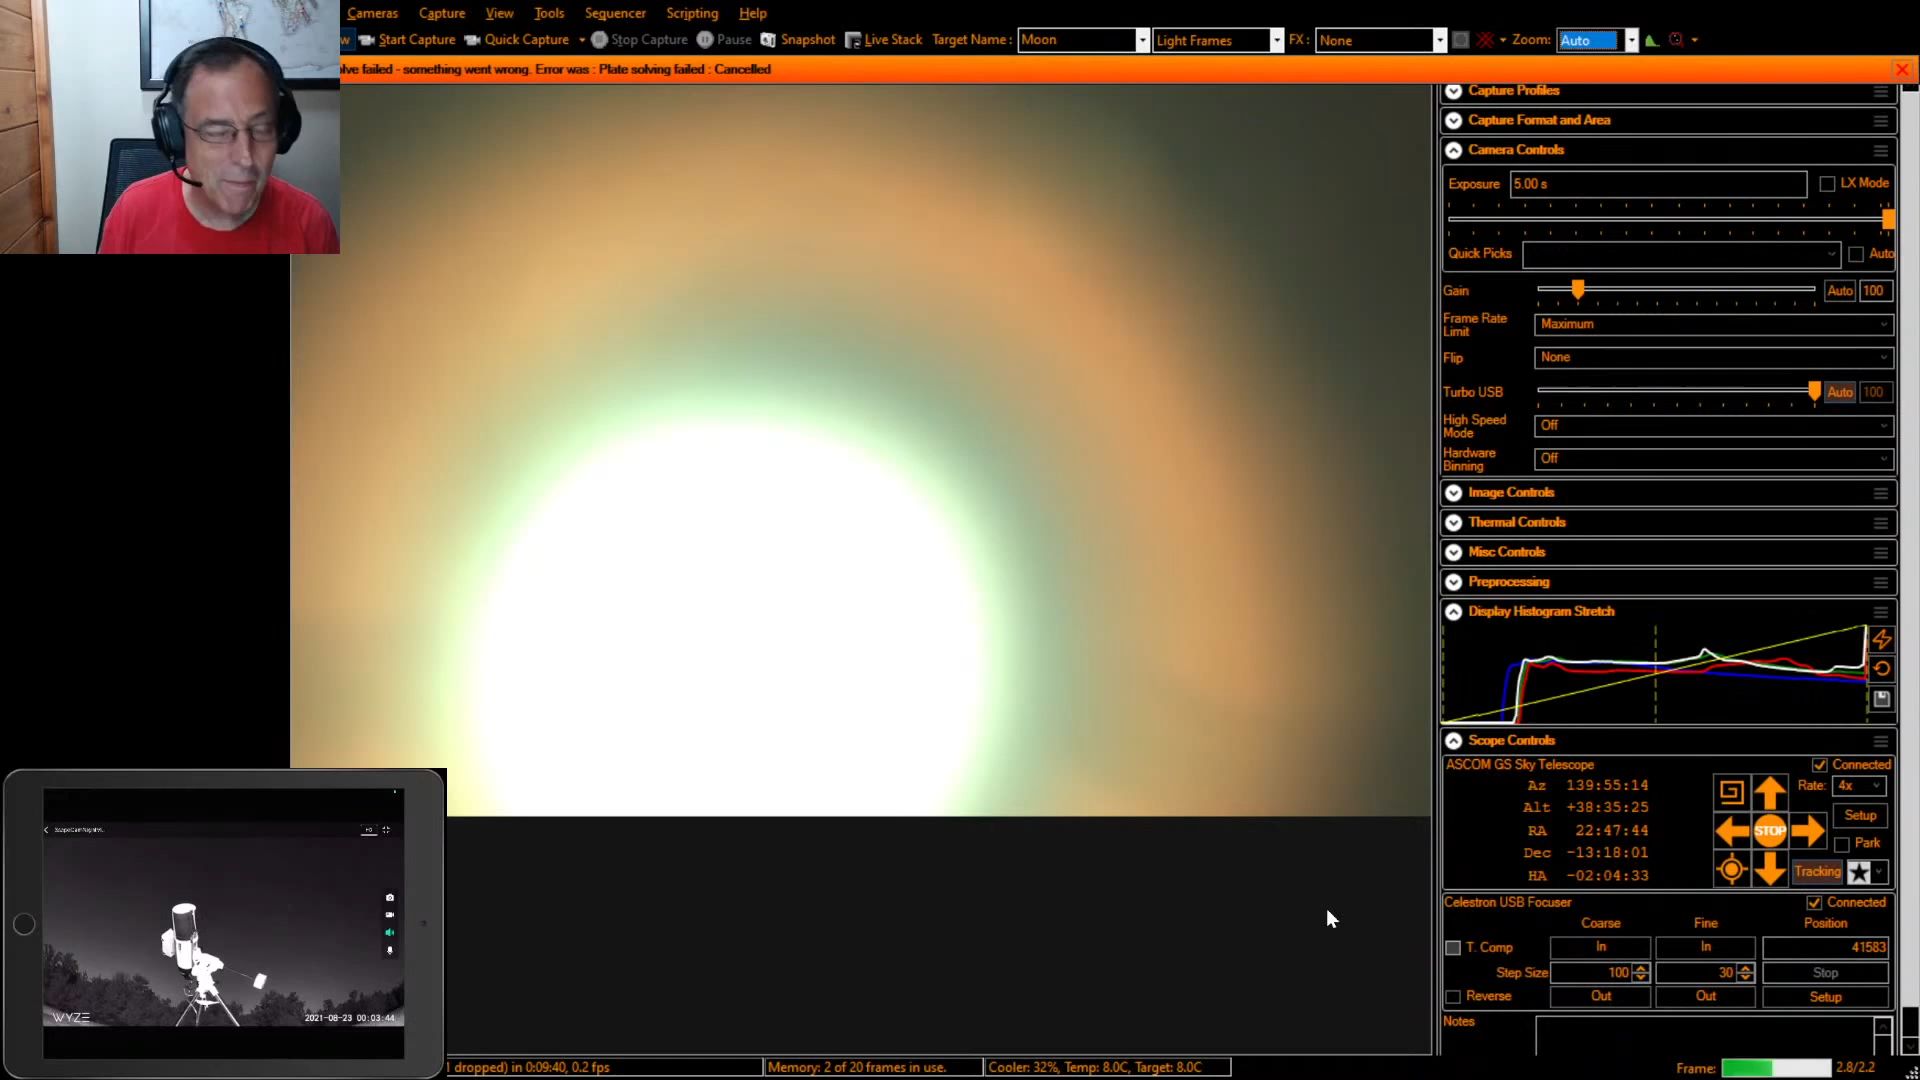 Cameras Capture View Tools Sequencer Scripting Help
Start Capture Quick Capture Stop Capture Pause Snapshot Live Stack Target Name: Moon Light Frames FX: None Zoom: Auto
lve failed - something went wrong. Error was : Plate solving failed : Cancelled
Capture Profiles
Capture Format and Area
Camera Controls
Exposure 5.00 s LX Mode
Quick Picks Auto
Gain Auto 100
Frame Rate Limit Maximum
Flip None
Turbo USB Auto 100
High Speed Mode Off
Hardware Binning Off
Image Controls
Thermal Controls
Misc Controls
Preprocessing
Display Histogram Stretch
Scope Controls
ASCOM GS Sky Telescope Connected
Az 139:55:14 Rate: 4x
Alt +38:35:25 Setup
RA 22:47:44 STOP Park
Dec -13:18:01
HA -02:04:33 Tracking
Celestron USB Focuser Connected
Coarse Fine Position
T. Comp In In 41583
Step Size 100 30 Stop
Reverse Out Out Setup
Notes
WYZE 2021-08-23 00:03:44
1 dropped) in 0:09:40, 0.2 fps Memory: 2 of 20 frames in use. Cooler: 32%, Temp: 8.0C, Target: 8.0C Frame: 2.8/2.2